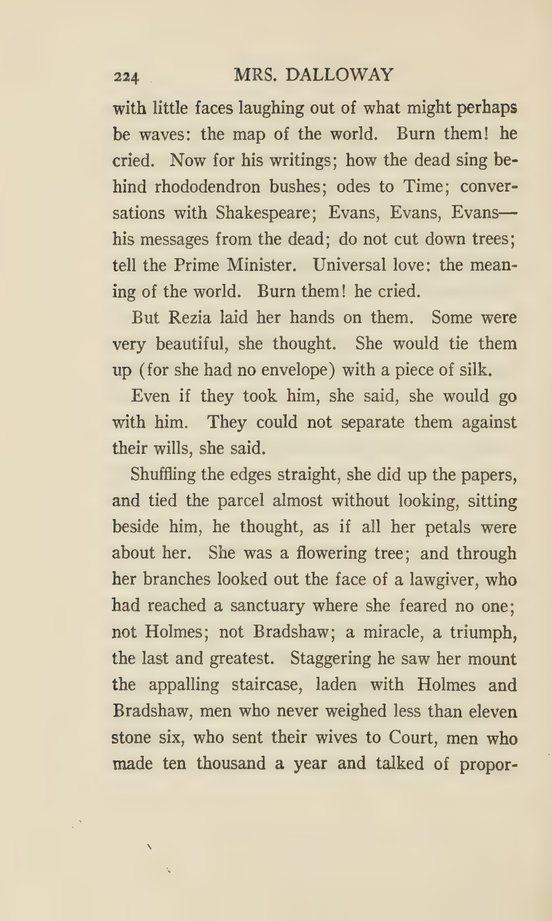 224 MRS. DALLOWAY
with little faces laughing out of what might perhaps
be waves: the map of the world. Burn them! he
cried. Now for his writings; how the dead sing be-
hind rhododendron bushes; odes to Time; conver-
sations with Shakespeare; Evans, Evans, Evans—
his messages from the dead; do not cut down trees;
tell the Prime Minister. Universal love: the mean-
ing of the world. Burn them! he cried.
But Rezia laid her hands on them. Some were
very beautiful, she thought. She would tie them
up (for she had no envelope) with a piece of silk.
Even if they took him, she said, she would go
with him. They could not separate them against
their wills, she said.
Shuffling the edges straight, she did up the papers,
and tied the parcel almost without looking, sitting
beside him, he thought, as if all her petals were
about her. She was a flowering tree; and through
her branches looked out the face of a lawgiver, who
had reached a sanctuary where she feared no one;
not Holmes; not Bradshaw; a miracle, a triumph,
the last and greatest. Staggering he saw her mount
the appalling staircase, laden with Holmes and
Bradshaw, men who never weighed less than eleven
stone six, who sent their wives to Court, men who
made ten thousand a year and talked of propor-